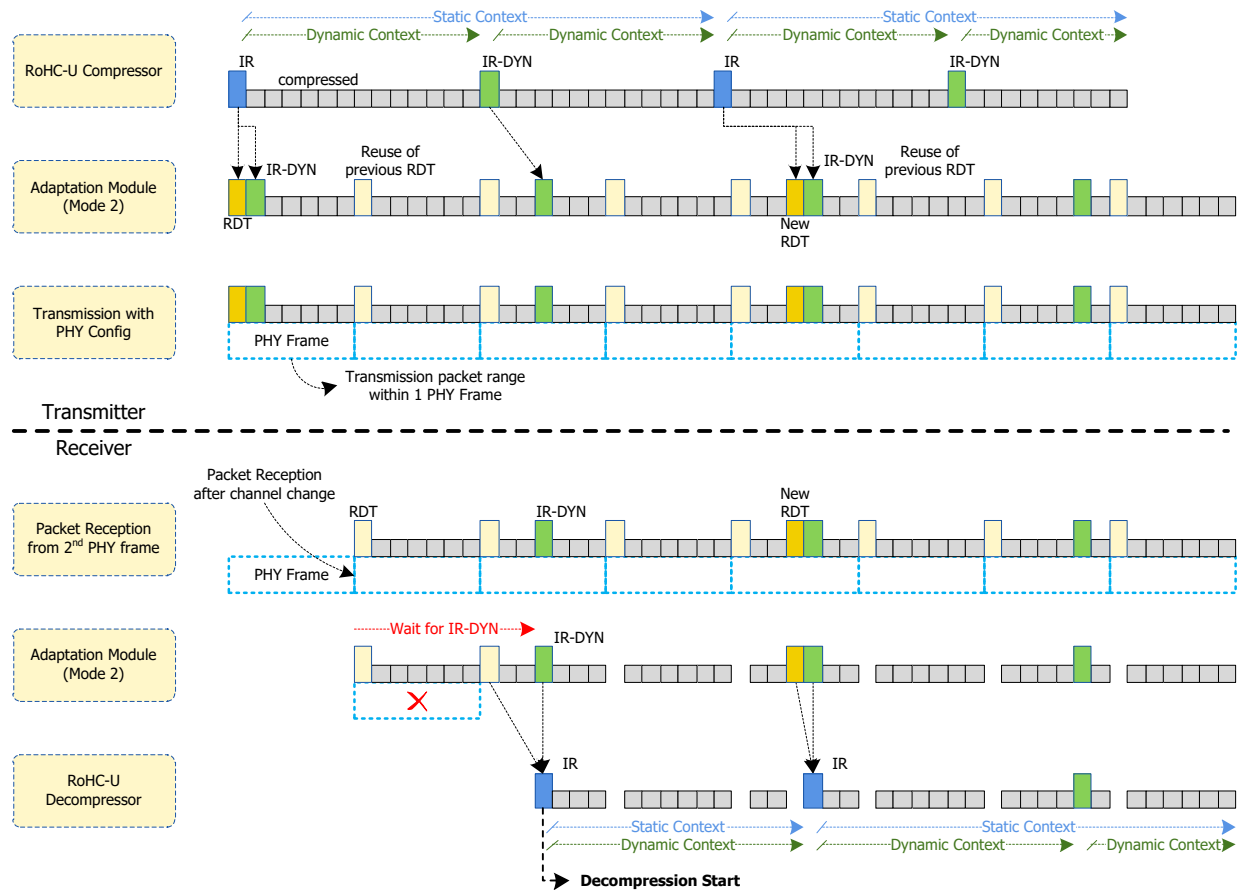 Static Context
Static Context
Dynamic Context
Dynamic Context
Dynamic Context
Dynamic Context
RoHC-U Compressor
IR
compressed
IR-DYN
IR
IR-DYN
Adaptation Module
(Mode 2)
IR-DYN
Reuse of
previous RDT
IR-DYN
Reuse of
previous RDT
RDT
New
RDT
Transmission with
PHY Config
PHY Frame
Transmission packet range
within 1 PHY Frame
Transmitter
Receiver
Packet Reception
after channel change
Packet Reception
from 2nd PHY frame
RDT
IR-DYN
New
RDT
PHY Frame
Adaptation Module
(Mode 2)
Wait for IR-DYN
IR-DYN
RoHC-U
Decompressor
IR
IR
Static Context
Static Context
Dynamic Context
Dynamic Context
Dynamic Context
Decompression Start